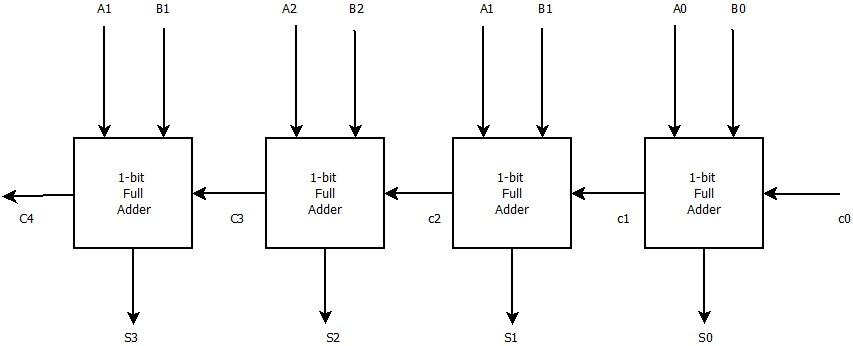 A1 B1 A2 B2 A1 B1 A0 B0
1-bit
Full
Adder
1-bit
Full
Adder
1-bit
Full
Adder
1-bit
Full
Adder
C4 C3 c2 c1 c0
S3 S2 S1 S0